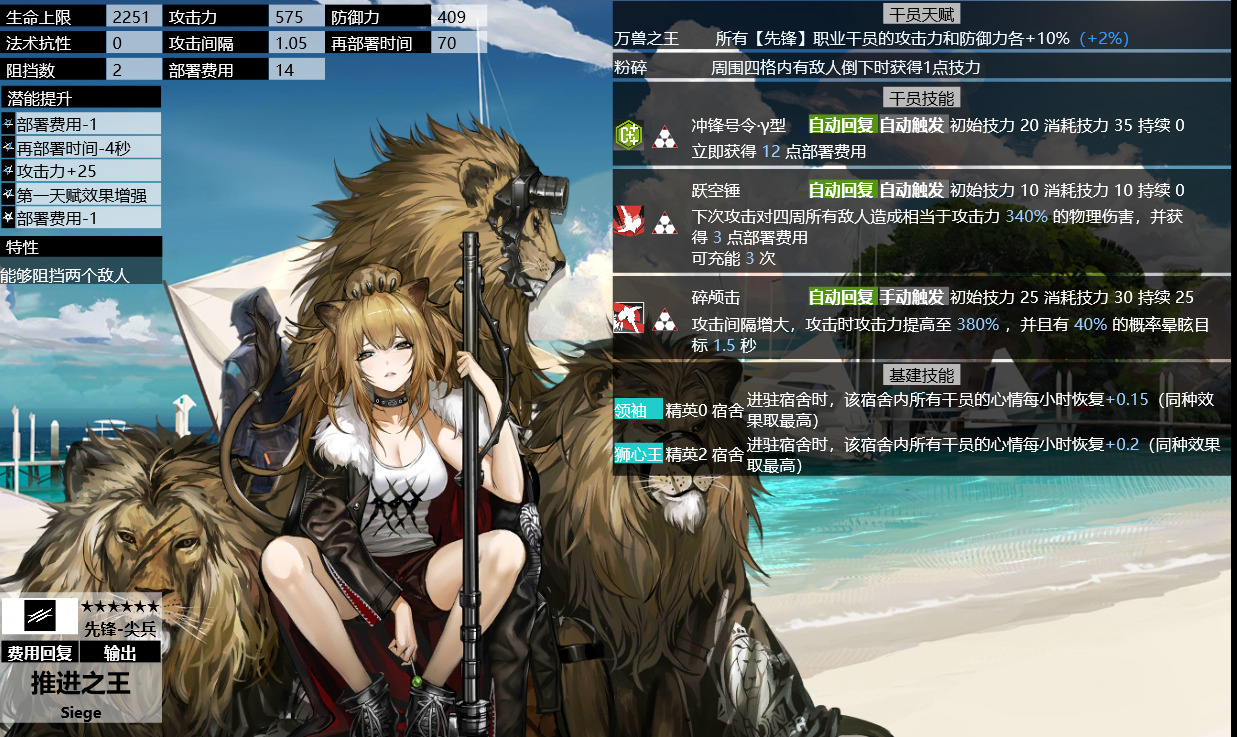 生命上限 2251 攻击力 575 防御力 409
法术抗性 0 攻击间隔 1.05 再部署时间 70
阻挡数 2 部署费用 14
潜能提升
部署费用-1
再部署时间-4秒
攻击力+25
第一天赋效果增强
部署费用-1
特性
能够阻挡两个敌人
★★★★★★
先锋-尖兵
费用回复 输出
推进之王
Siege
干员天赋
万兽之王 所有【先锋】职业干员的攻击力和防御力各+10%（+2%）
粉碎 周围四格内有敌人倒下时获得1点技力
干员技能
冲锋号令·γ型 自动回复 自动触发 初始技力 20 消耗技力 35 持续 0
立即获得 12 点部署费用
跃空锤 自动回复 自动触发 初始技力 10 消耗技力 10 持续 0
下次攻击对四周所有敌人造成相当于攻击力 340% 的物理伤害，并获
得 3 点部署费用
可充能 3 次
碎颅击 自动回复 手动触发 初始技力 25 消耗技力 30 持续 25
攻击间隔增大，攻击时攻击力提高至 380% ，并且有 40% 的概率晕眩目
标 1.5 秒
基建技能
领袖 精英0 宿舍 进驻宿舍时，该宿舍内所有干员的心情每小时恢复+0.15（同种效
果取最高）
狮心王 精英2 宿舍 进驻宿舍时，该宿舍内所有干员的心情每小时恢复+0.2（同种效果
取最高）